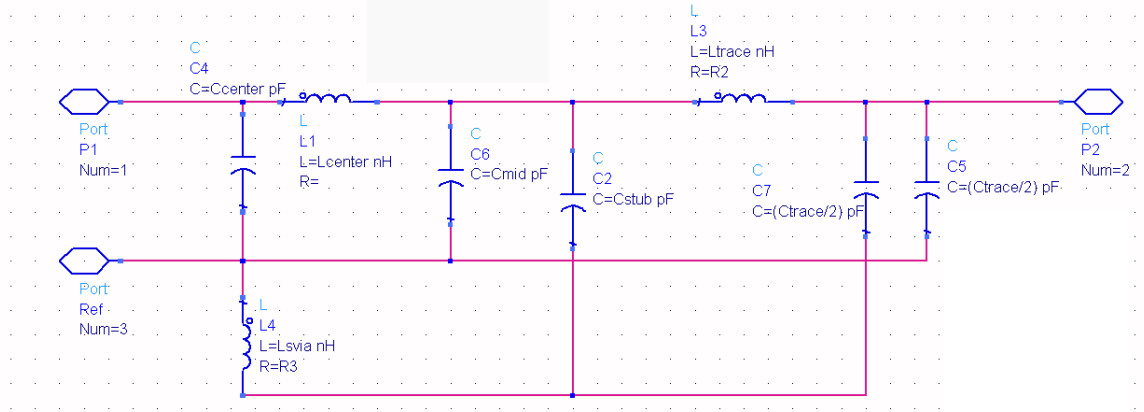 L
L3
L=Ltrace nH
R=R2
C
C4
C=Ccenter pF
Port
P1
Num=1
L
L1
L=Lcenter nH
R=
C
C6
C=Cmid pF
C
C2
C=Cstub pF
C
C7
C=(Ctrace/2) pF
C
C5
C=(Ctrace/2) pF
Port
P2
Num=2
Port
Ref
Num=3
L
L4
L=Lsvia nH
R=R3